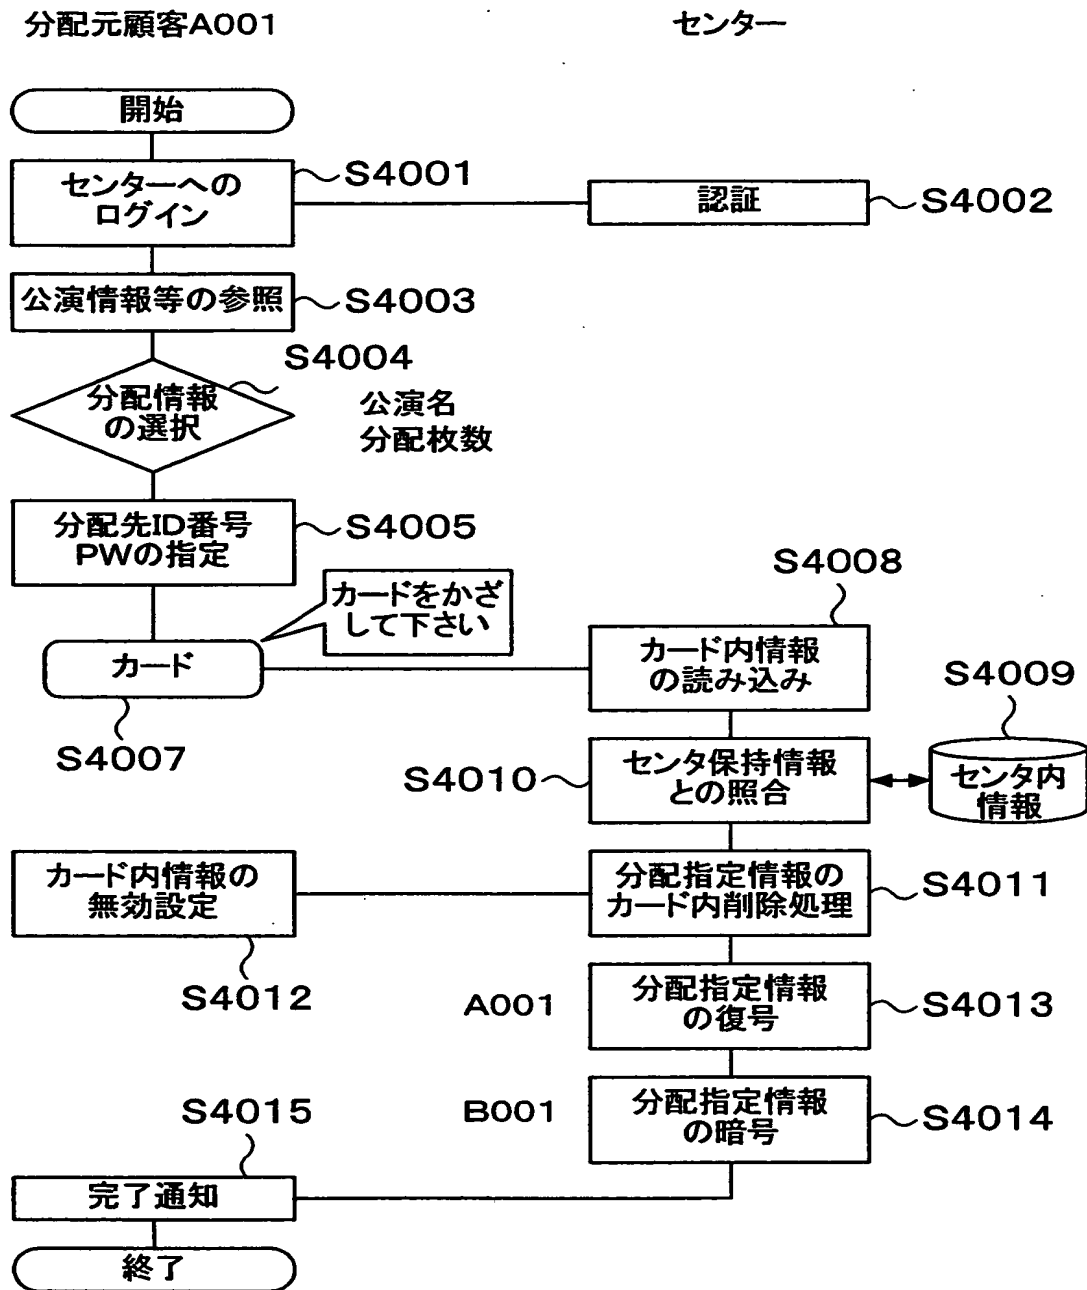 分配元顧客A001
センター
開始
センターへの
ログイン
S4001
認証
S4002
公演情報等の参照
S4003
S4004
分配情報
の選択
公演名
分配枚数
分配先ID番号
PWの指定
S4005
カードをかざ
して下さい
カード
S4007
S4008
カード内情報
の読み込み
S4009
S4010
センタ保持情報
との照合
センタ内
情報
カード内情報の
無効設定
S4012
分配指定情報の
カード内削除処理
S4011
A001
分配指定情報
の復号
S4013
B001
分配指定情報
の暗号
S4014
S4015
完了通知
終了